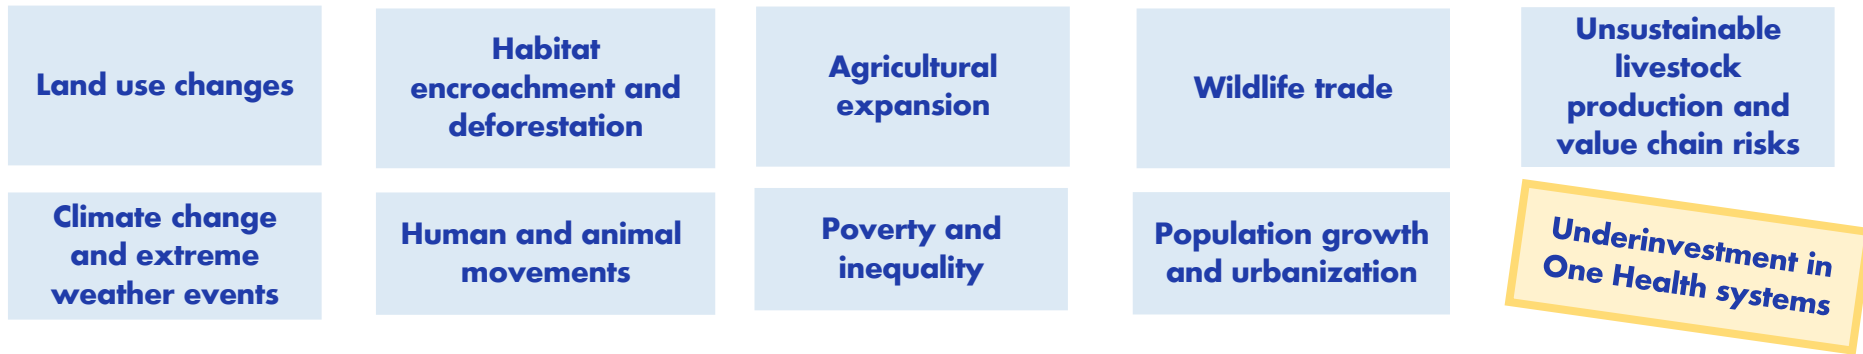 Land use changes
Habitat
encroachment and
deforestation
Agricultural
expansion
Wildlife trade
Unsustainable
livestock
production and
value chain risks
Climate change
and extreme
weather events
Human and animal
movements
Poverty and
inequality
Population growth
and urbanization
Underinvestment in
One Health systems